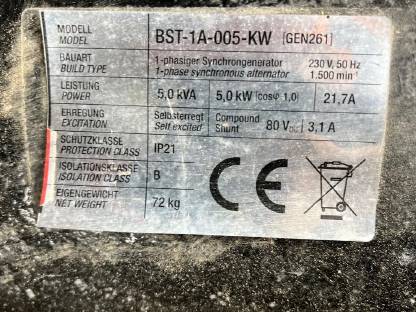 MODELL
MODEL
BST-1A-005-KW [GEN261]
BAUART
BUILD TYPE
1-phasiger Synchrongenerator
1-phase synchronous alternator
230 V, 50 Hz
1.500 min⁻¹
LEISTUNG
POWER
5,0 kVA
5,0 kW [cosφ 1,0]
21,7A
ERREGUNG
EXCITATION
Selbsterregt
Self excited
Compound
Shunt
80 VDC
3,1 A
SCHUTZKLASSE
PROTECTION CLASS
IP21
ISOLATIONSKLASSE
ISOLATION CLASS
B
EIGENGEWICHT
NET WEIGHT
72 kg
CE